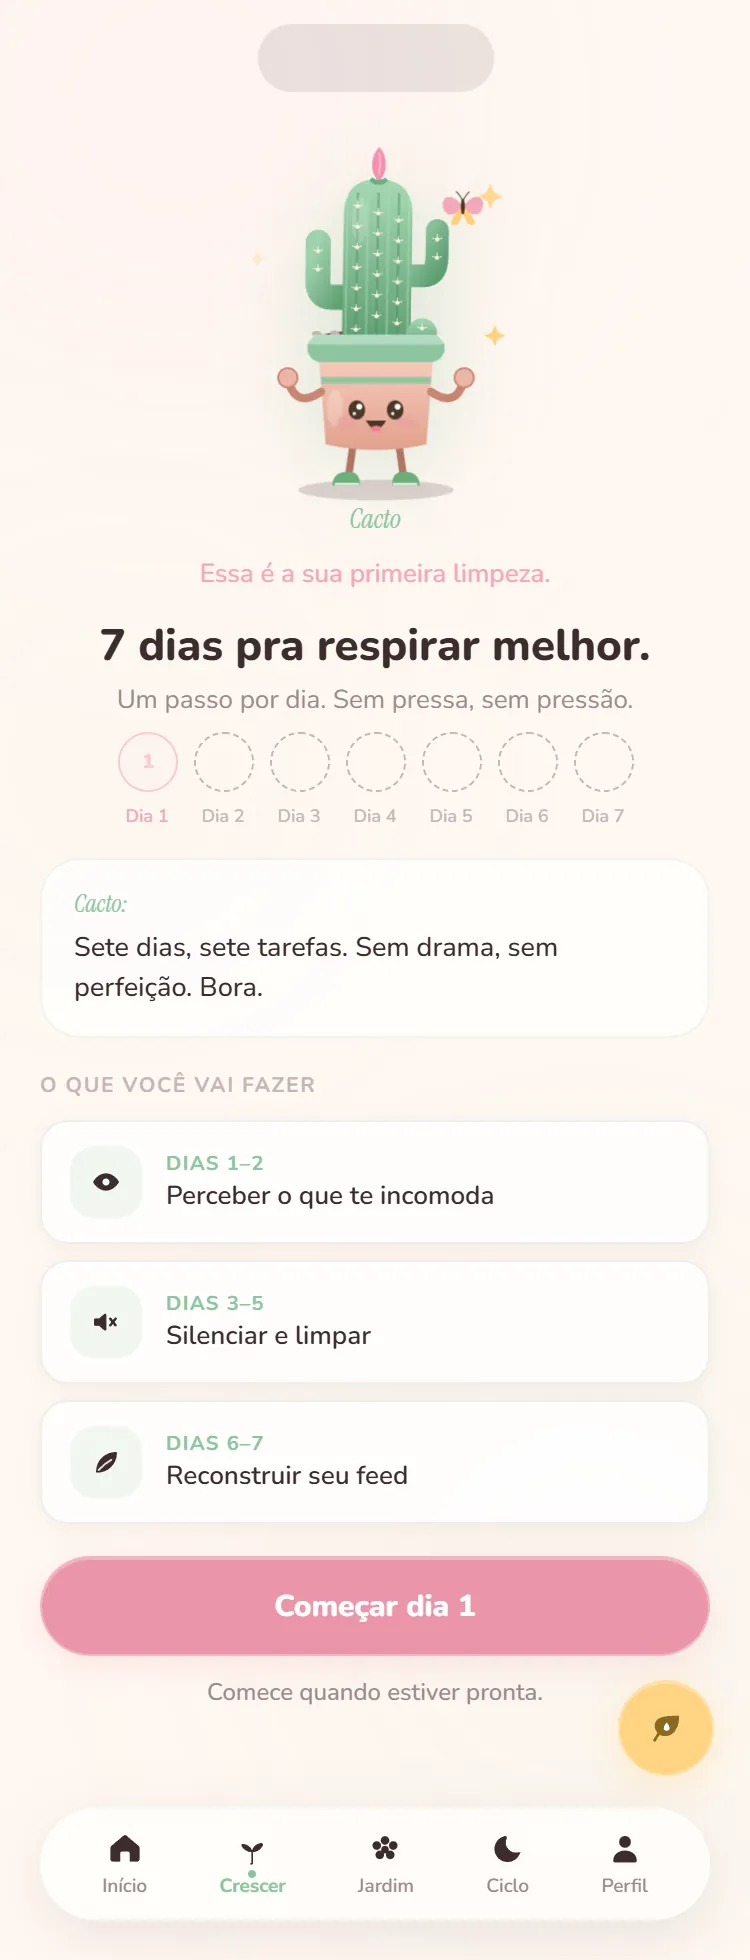 Cacto
Essa é a sua primeira limpeza.
7 dias pra respirar melhor.
Um passo por dia. Sem pressa, sem pressão.
1
Dia 1 Dia 2 Dia 3 Dia 4 Dia 5 Dia 6 Dia 7
Cacto:
Sete dias, sete tarefas. Sem drama, sem
perfeição. Bora.
O QUE VOCÊ VAI FAZER
DIAS 1–2
Perceber o que te incomoda
DIAS 3–5
Silenciar e limpar
DIAS 6–7
Reconstruir seu feed
Começar dia 1
Comece quando estiver pronta.
Início Crescer Jardim Ciclo Perfil